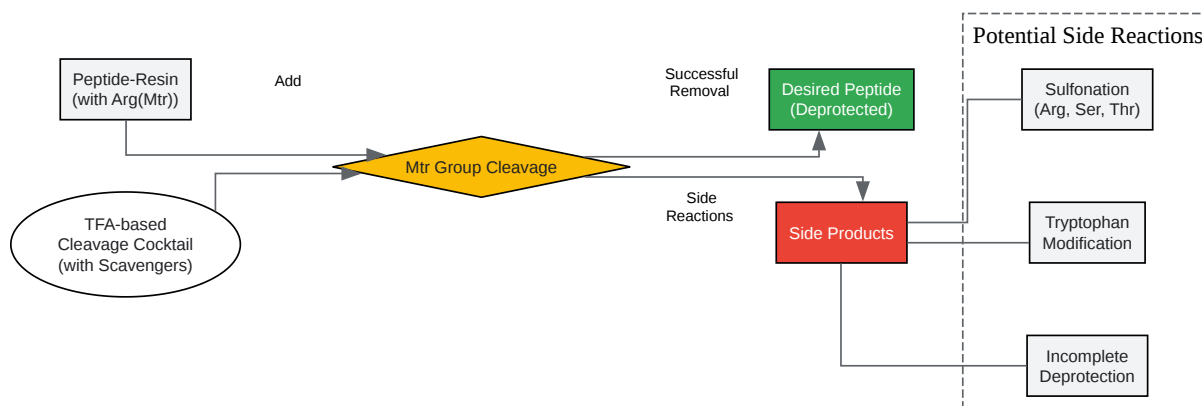 Potential Side Reactions
Peptide-Resin
(with Arg(Mtr))
Add
Successful
Removal
Desired Peptide
(Deprotected)
Sulfonation
(Arg, Ser, Thr)
Mtr Group Cleavage
TFA-based
Cleavage Cocktail
(with Scavengers)
Side
Reactions
Side Products
Tryptophan
Modification
Incomplete
Deprotection